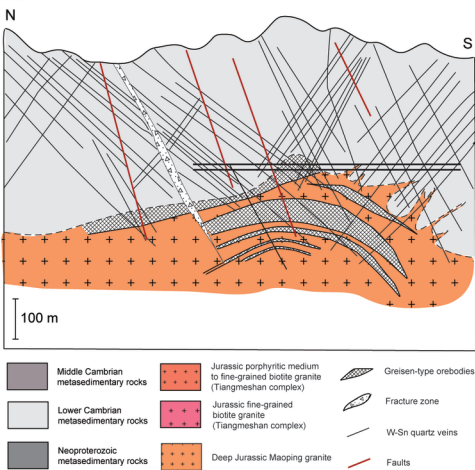 N
S
100 m
Middle Cambrian
metasedimentary rocks
Lower Cambrian
metasedimentary rocks
Neoproterozoic
metasedimentary rocks
Jurassic porphyritic medium
to fine-grained biotite granite
(Tiangmeshan complex)
Jurassic fine-grained
biotite granite
(Tiangmeshan complex)
Deep Jurassic Maoping granite
Greisen-type orebodies
Fracture zone
W-Sn quartz veins
Faults